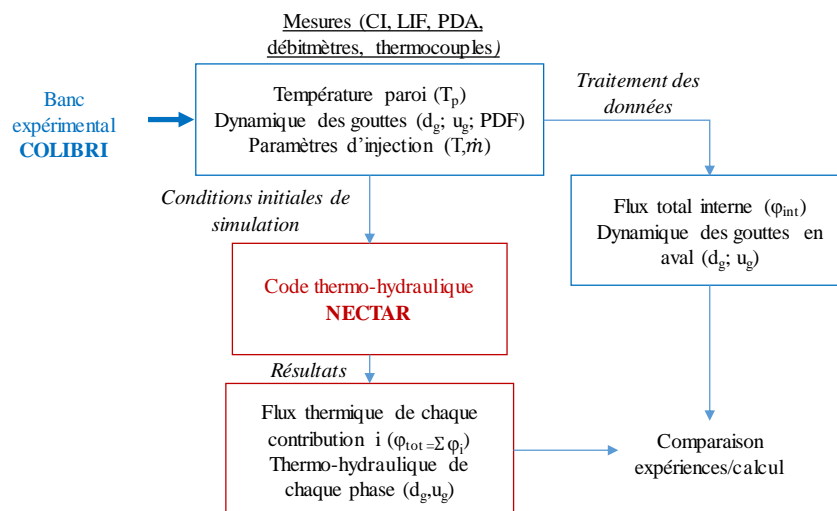 Mesures (CI, LIF, PDA,
débitmètres, thermocouples)
Banc
expérimental
COLIBRI
Température paroi (Tp)
Dynamique des gouttes (dg; ug; PDF)
Paramètres d’injection (T,ṁ)
Traitement des
données
Conditions initiales de
simulation
Flux total interne (φint)
Dynamique des gouttes en
aval (dg; ug)
Code thermo-hydraulique
NECTAR
Résultats
Flux thermique de chaque
contribution i (φtot =Σ φi)
Thermo-hydraulique de
chaque phase (dg,ug)
Comparaison
expériences/calcul